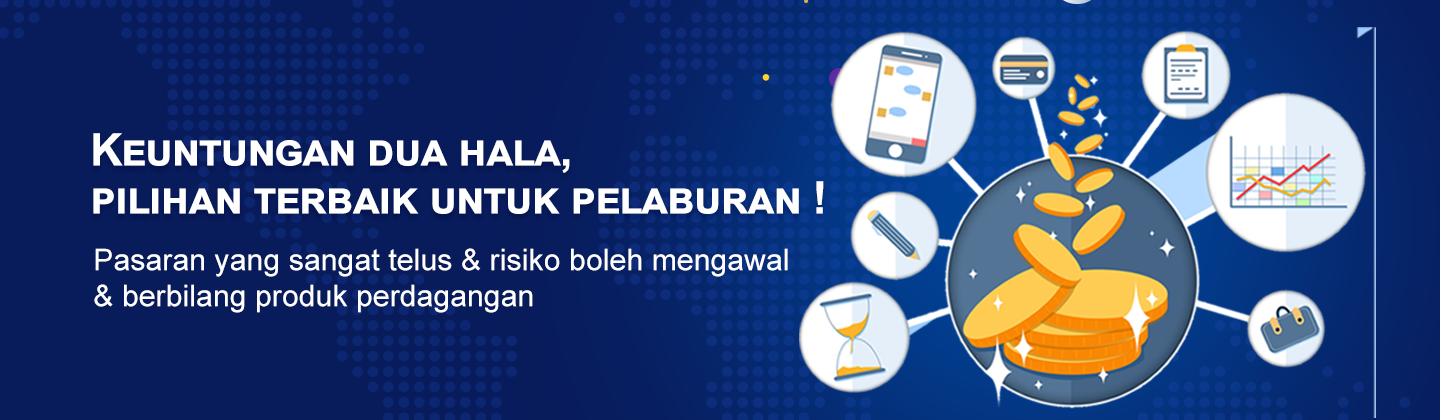 KEUNTUNGAN DUA HALA,
PILIHAN TERBAIK UNTUK PELABURAN !
Pasaran yang sangat telus & risiko boleh mengawal
& berbilang produk perdagangan